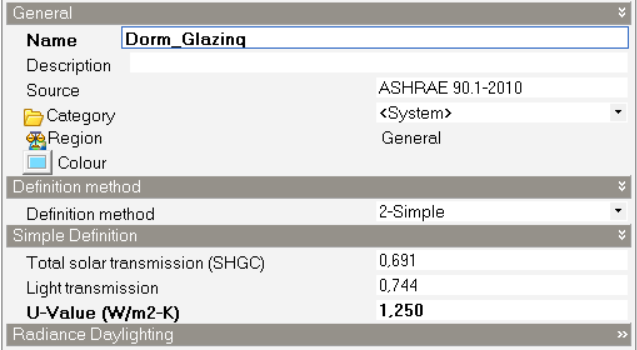 General
Name Dorm_Glazing
Description
Source ASHRAE 90.1-2010
Category <System>
Region General
Colour
Definition method
Definition method 2-Simple
Simple Definition
Total solar transmission (SHGC) 0,691
Light transmission 0,744
U-Value (W/m2-K) 1,250
Radiance Daylighting